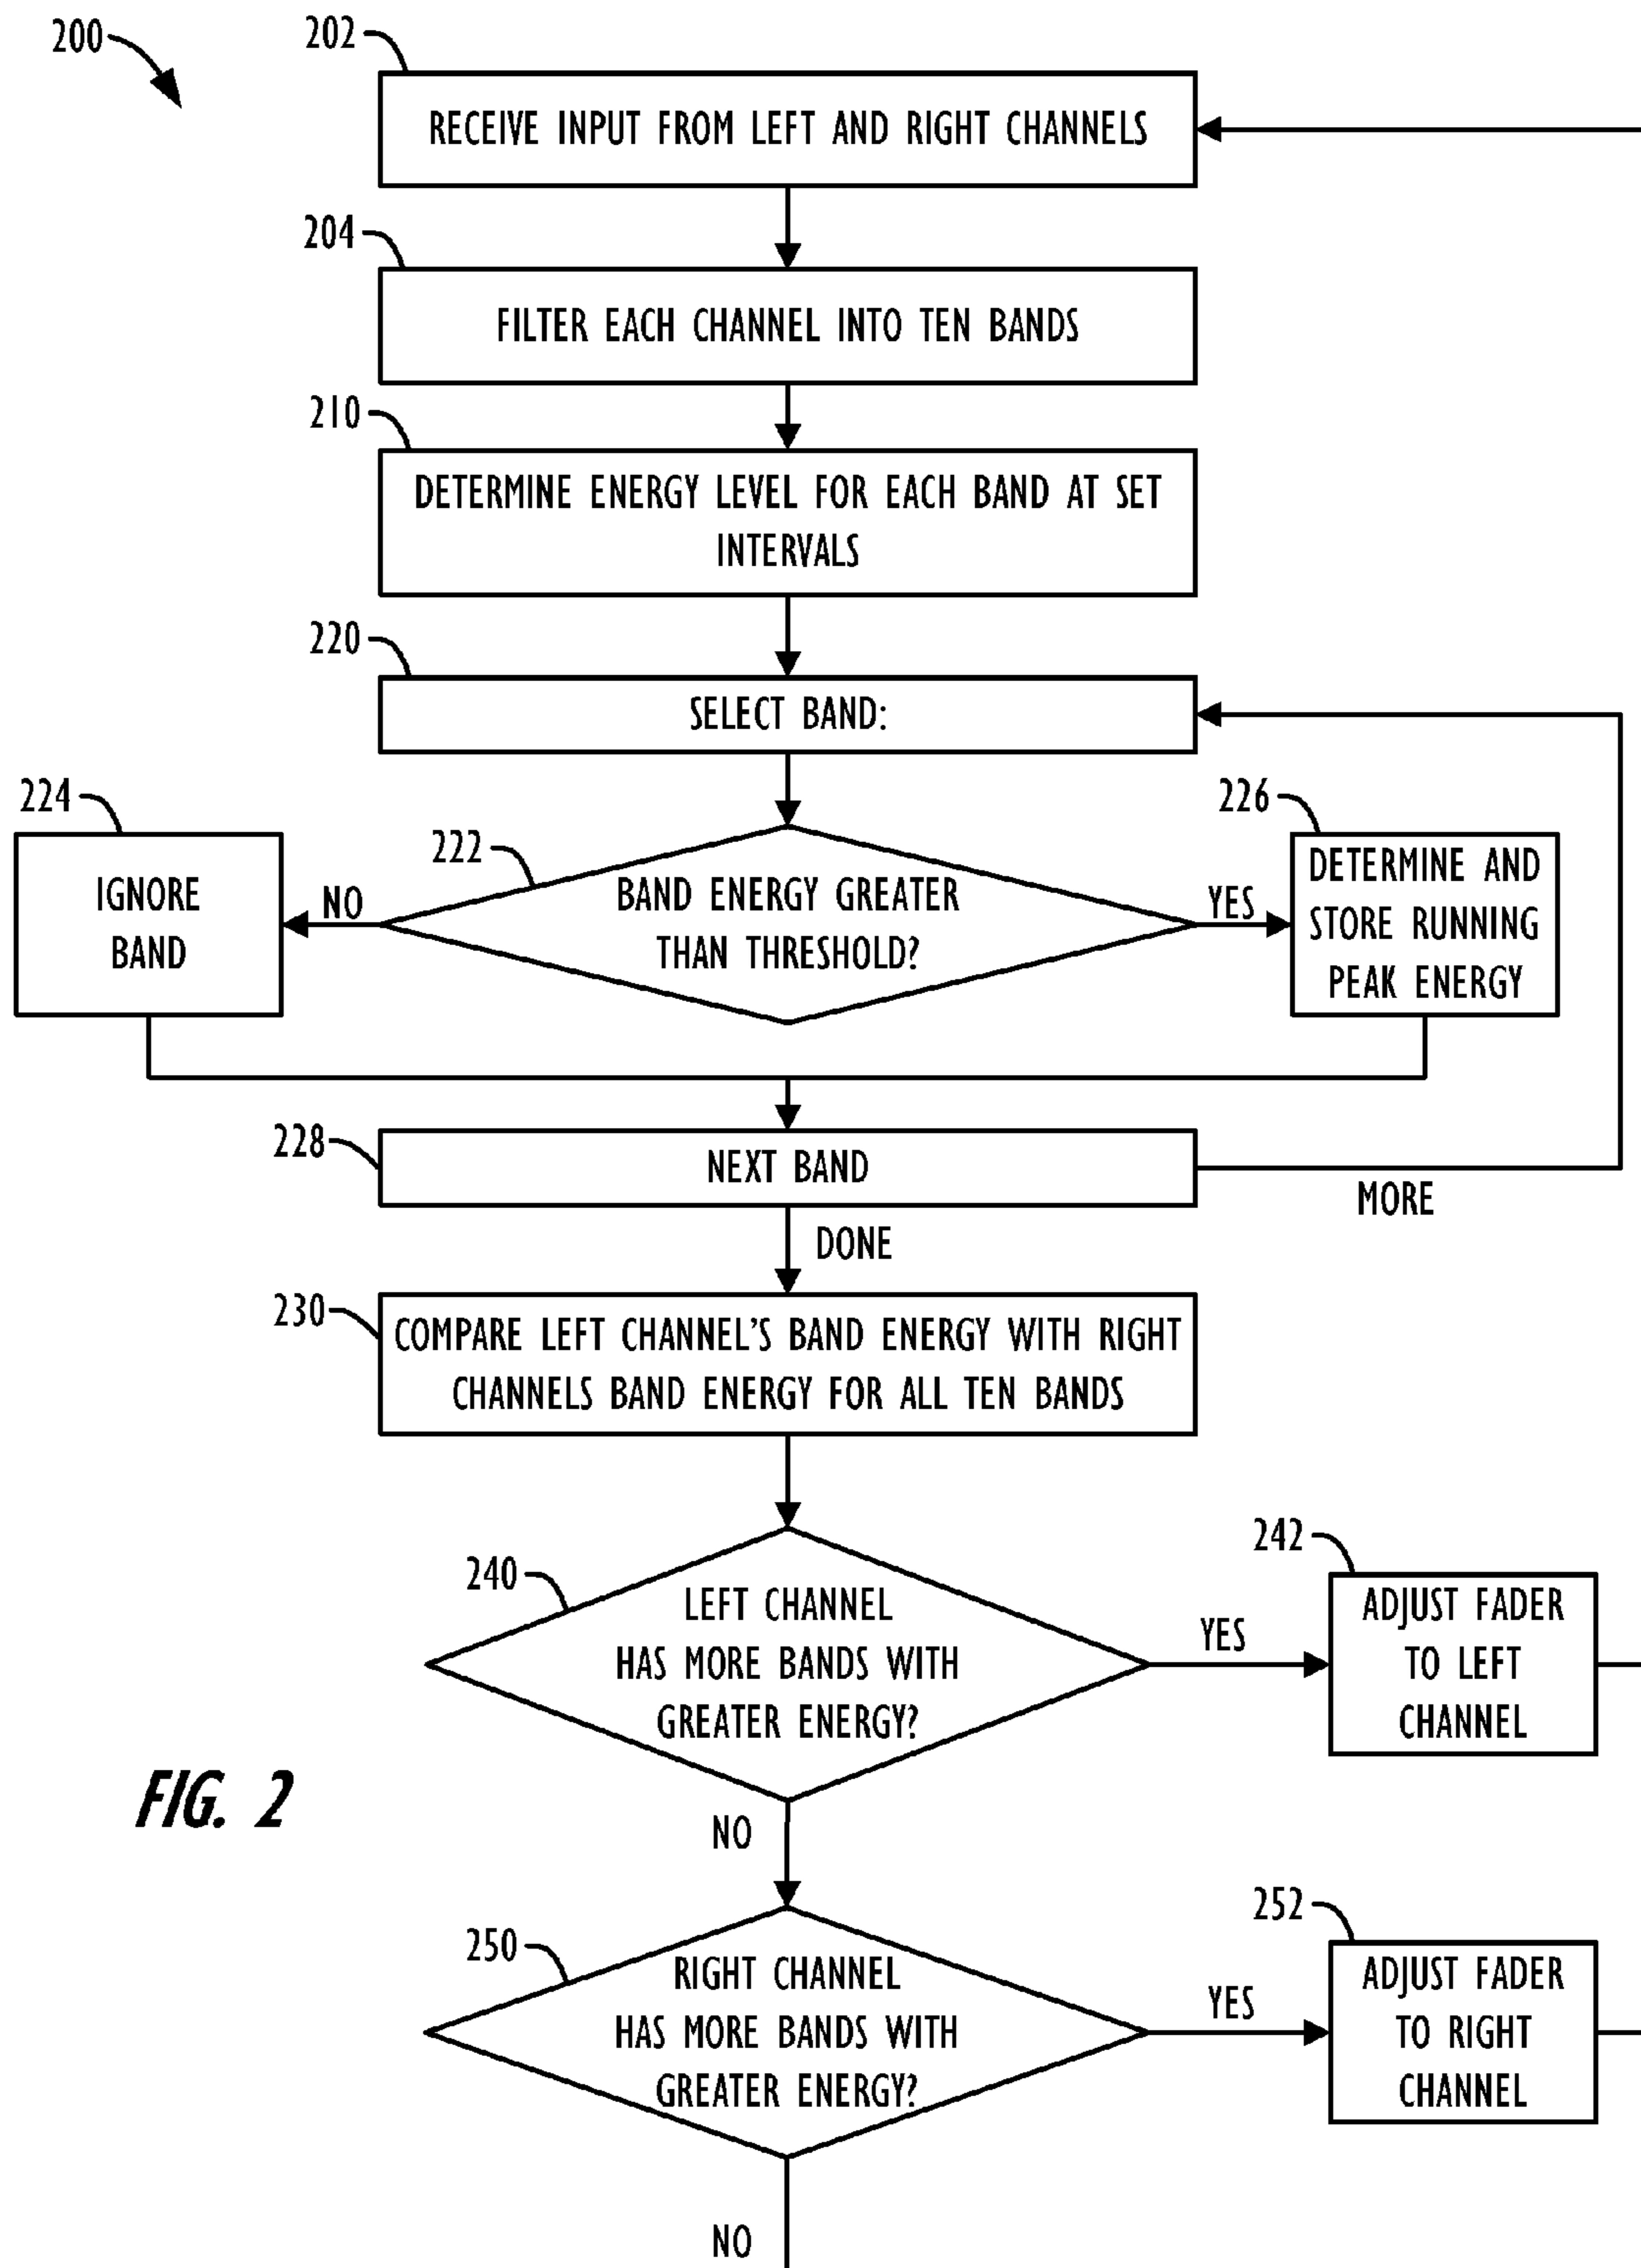 200
202
RECEIVE INPUT FROM LEFT AND RIGHT CHANNELS
204
FILTER EACH CHANNEL INTO TEN BANDS
210
DETERMINE ENERGY LEVEL FOR EACH BAND AT SET
INTERVALS
220
SELECT BAND:
224
IGNORE
BAND
NO
222
BAND ENERGY GREATER
THAN THRESHOLD?
YES
226
DETERMINE AND
STORE RUNNING
PEAK ENERGY
228
NEXT BAND
MORE
DONE
230
COMPARE LEFT CHANNEL'S BAND ENERGY WITH RIGHT
CHANNELS BAND ENERGY FOR ALL TEN BANDS
240
LEFT CHANNEL
HAS MORE BANDS WITH
GREATER ENERGY?
YES
242
ADJUST FADER
TO LEFT
CHANNEL
FIG. 2
NO
250
RIGHT CHANNEL
HAS MORE BANDS WITH
GREATER ENERGY?
YES
252
ADJUST FADER
TO RIGHT
CHANNEL
NO